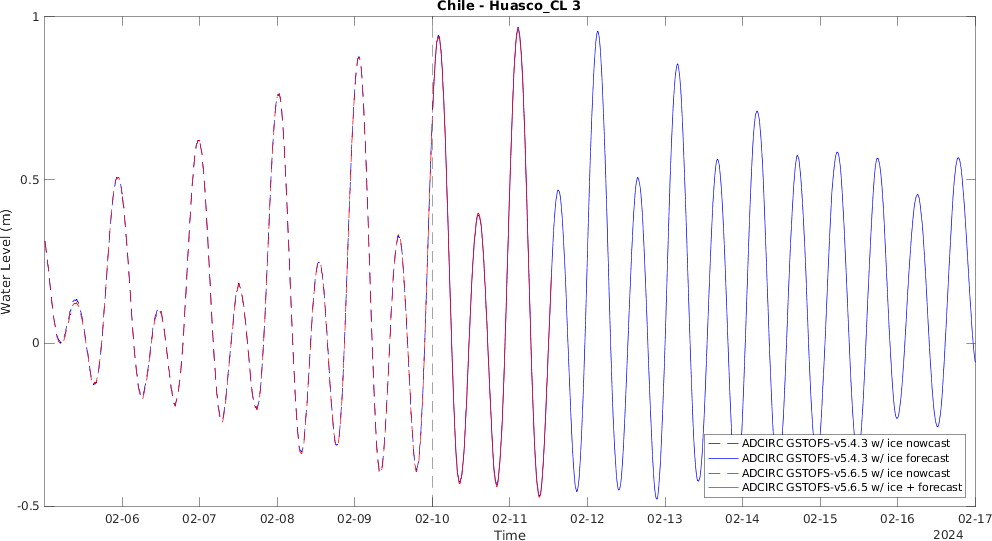 Chile - Huasco_CL 3
Water Level (m)
1
0.5
0
-0.5
02-06 02-07 02-08 02-09 02-10 02-11 02-12 02-13 02-14 02-15 02-16 02-17
Time
2024
ADCIRC GSTOFS-v5.4.3 w/ ice nowcast
ADCIRC GSTOFS-v5.4.3 w/ ice forecast
ADCIRC GSTOFS-v5.6.5 w/ ice nowcast
ADCIRC GSTOFS-v5.6.5 w/ ice + forecast